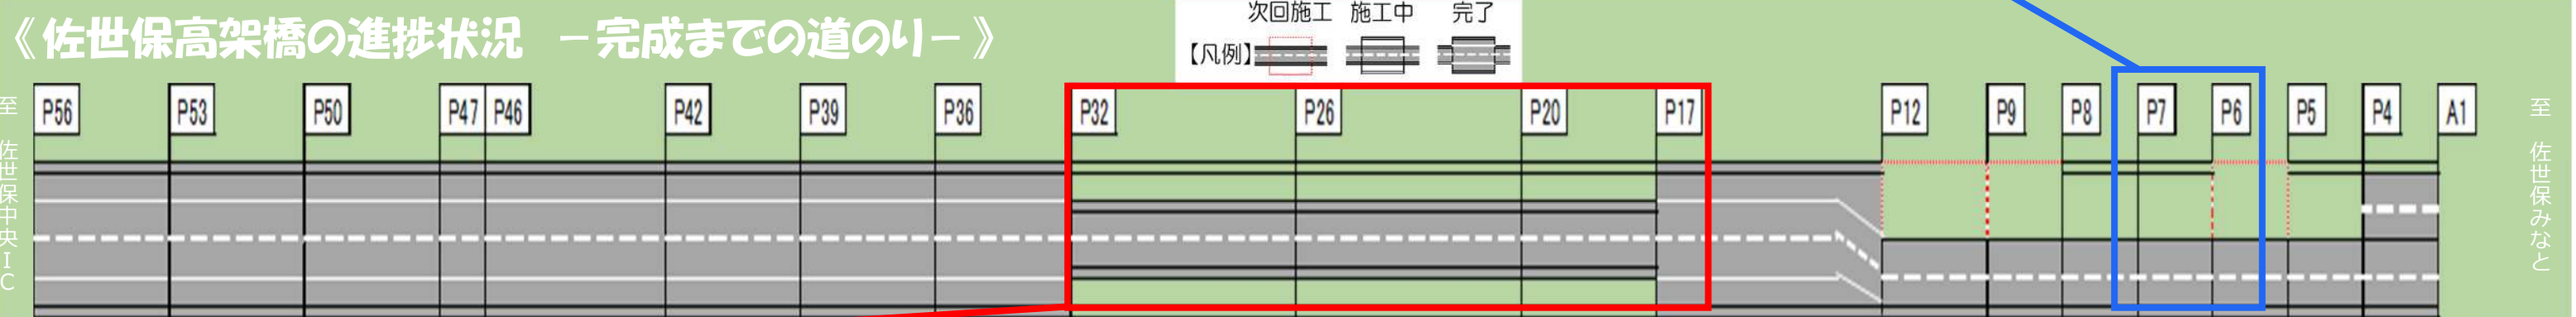 《佐世保高架橋の進捗状況 －完成までの道のり－》
次回施工 施工中 完了
【凡例】
P56 P53 P50 P47 P46 P42 P39 P36 P32 P26 P20 P17 P12 P9 P8 P7 P6 P5 P4 A1
至 佐世保中央IC
至 佐世保みなと